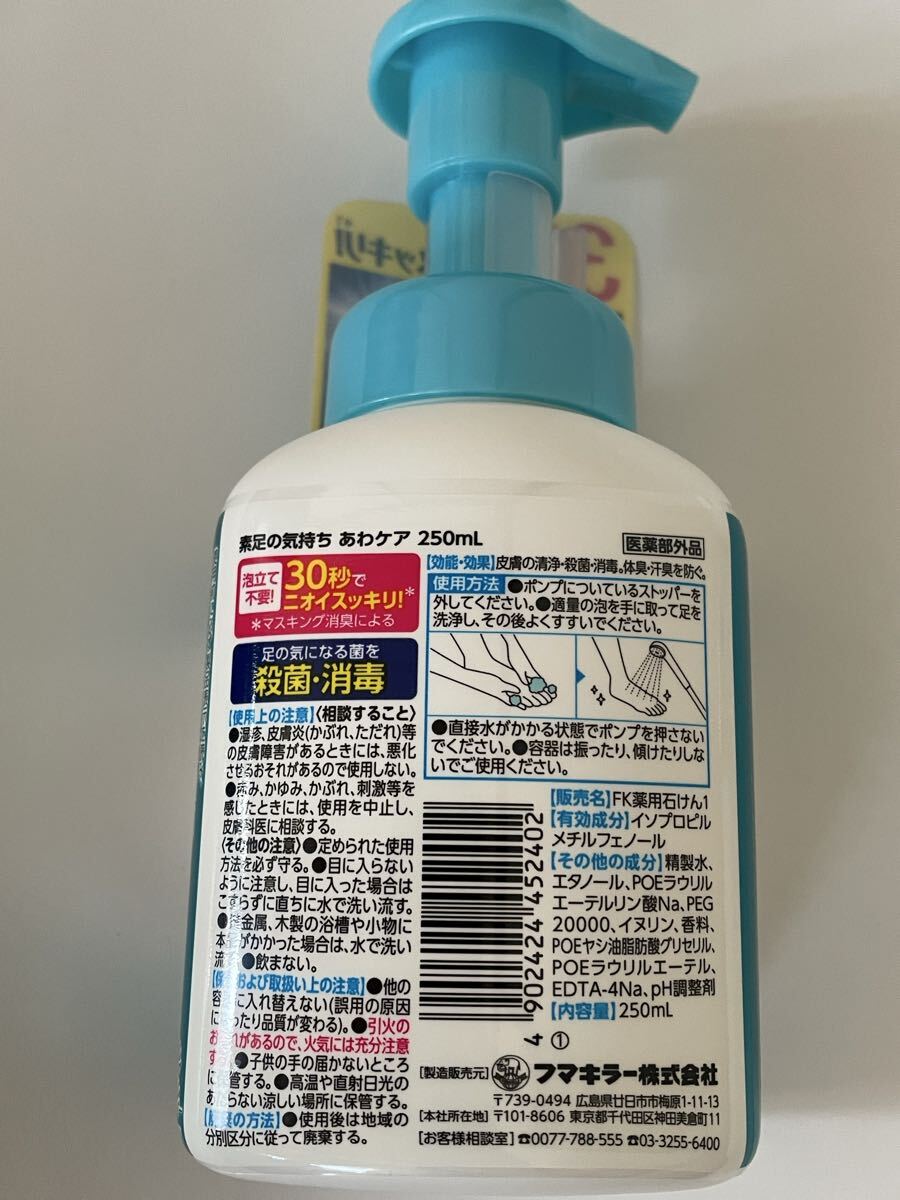 スッキリ!
3
素足の気持ち あわケア 250mL
医薬部外品
泡立て
不要!
30秒で
ニオイスッキリ!*
*マスキング消臭による
足の気になる菌を
殺菌・消毒
【効能・効果】皮膚の清浄・殺菌・消毒。体臭・汗臭を防ぐ。
使用方法 ●ポンプについているストッパーを
外してください。●適量の泡を手に取って足を
洗浄し、その後よくすすいでください。
●直接水がかかる状態でポンプを押さない
でください。●容器は振ったり、傾けたりしな
いでご使用ください。
【使用上の注意】〈相談すること〉
●湿疹、皮膚炎(かぶれ、ただれ)等
の皮膚障害があるときには、悪化
させるおそれがあるので使用しない。
●痛み、かゆみ、かぶれ、刺激等を
感じたときには、使用を中止し、
皮膚科医に相談する。
〈その他の注意〉●定められた使用
方法を必ず守る。●目に入らない
ように注意し、目に入った場合は
こすらずに直ちに水で洗い流す。
●金属、木製の浴槽や小物に
本品がかかった場合は、水で洗い
流す。●飲まない。
【保管および取扱い上の注意】●他の
容器に入れ替えない(誤用の原因
になったり品質が変わる)。●引火の
おそれがあるので、火気には充分注意
する。●子供の手の届かないところ
に保管する。●高温や直射日光の
あたらない涼しい場所に保管する。
【廃棄の方法】●使用後は地域の
分別区分に従って廃棄する。
【販売名】FK薬用石けん1
【有効成分】イソプロピル
メチルフェノール
【その他の成分】精製水、
エタノール、POEラウリル
エーテルリン酸Na、PEG
20000、イヌリン、香料、
POEヤシ油脂肪酸グリセリル、
POEラウリルエーテル、
EDTA-4Na、pH調整剤
【内容量】250mL
4902424452402
4 ①
[製造販売元] フマキラー株式会社
〒739-0494 広島県廿日市市梅原1-11-13
[本社所在地] 〒101-8606 東京都千代田区神田美倉町11
[お客様相談室] ☎0077-788-555 ☎03-3255-6400